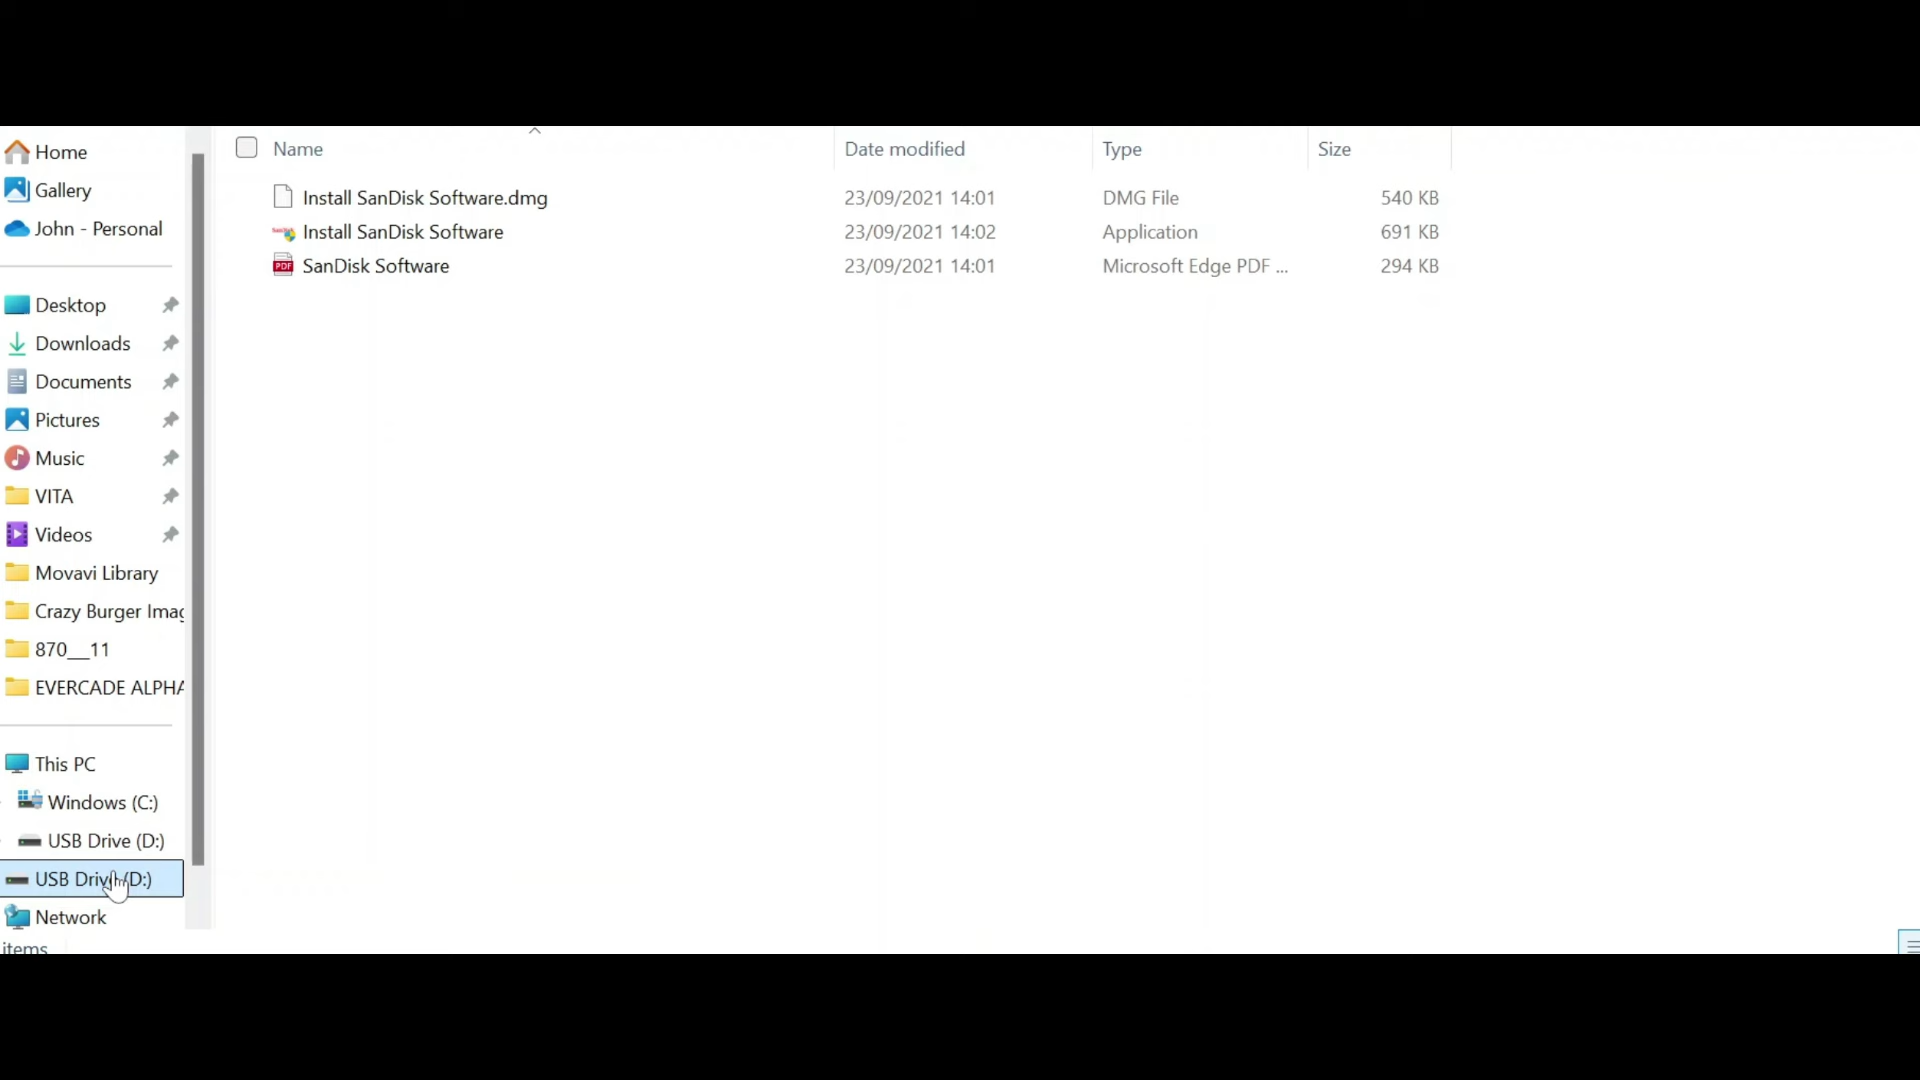 Home
Gallery
John - Personal
Desktop
Downloads
Documents
Pictures
Music
VITA
Videos
Movavi Library
Crazy Burger Imag
870__11
EVERCADE ALPHA
This PC
Windows (C:)
USB Drive (D:)
USB Drive (D:)
Network
items
Name Date modified Type Size
Install SanDisk Software.dmg 23/09/2021 14:01 DMG File 540 KB
Install SanDisk Software 23/09/2021 14:02 Application 691 KB
SanDisk Software 23/09/2021 14:01 Microsoft Edge PDF ... 294 KB
PDF